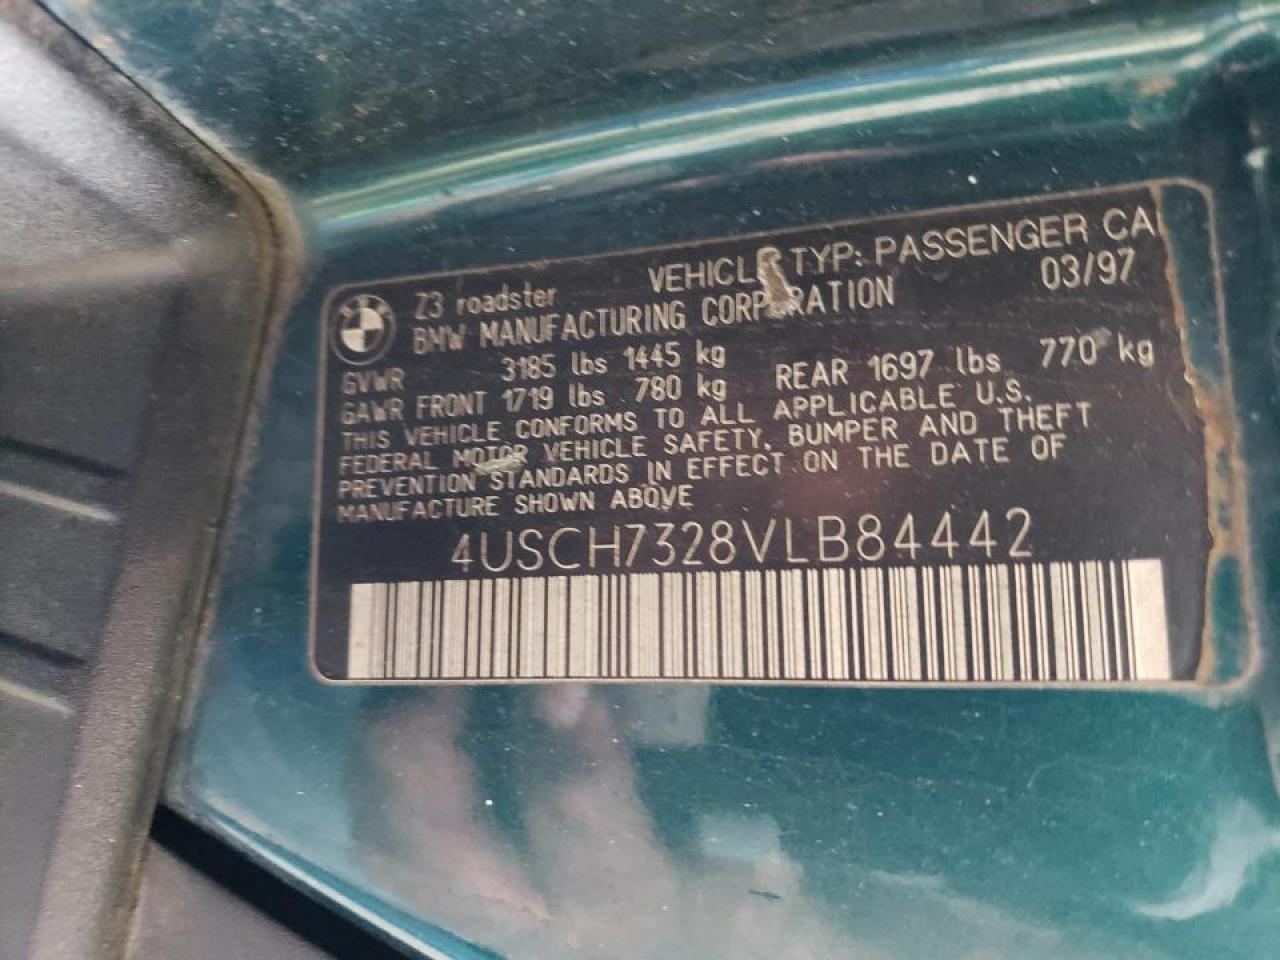 VEHICLE TYP: PASSENGER CA
Z3 roadster 03/97
BMW MANUFACTURING CORPORATION
GVWR 3185 lbs 1445 kg
GAWR FRONT 1719 lbs 780 kg REAR 1697 lbs 770 kg
THIS VEHICLE CONFORMS TO ALL APPLICABLE U.S.
FEDERAL MOTOR VEHICLE SAFETY, BUMPER AND THEFT
PREVENTION STANDARDS IN EFFECT ON THE DATE OF
MANUFACTURE SHOWN ABOVE
4USCH7328VLB84442